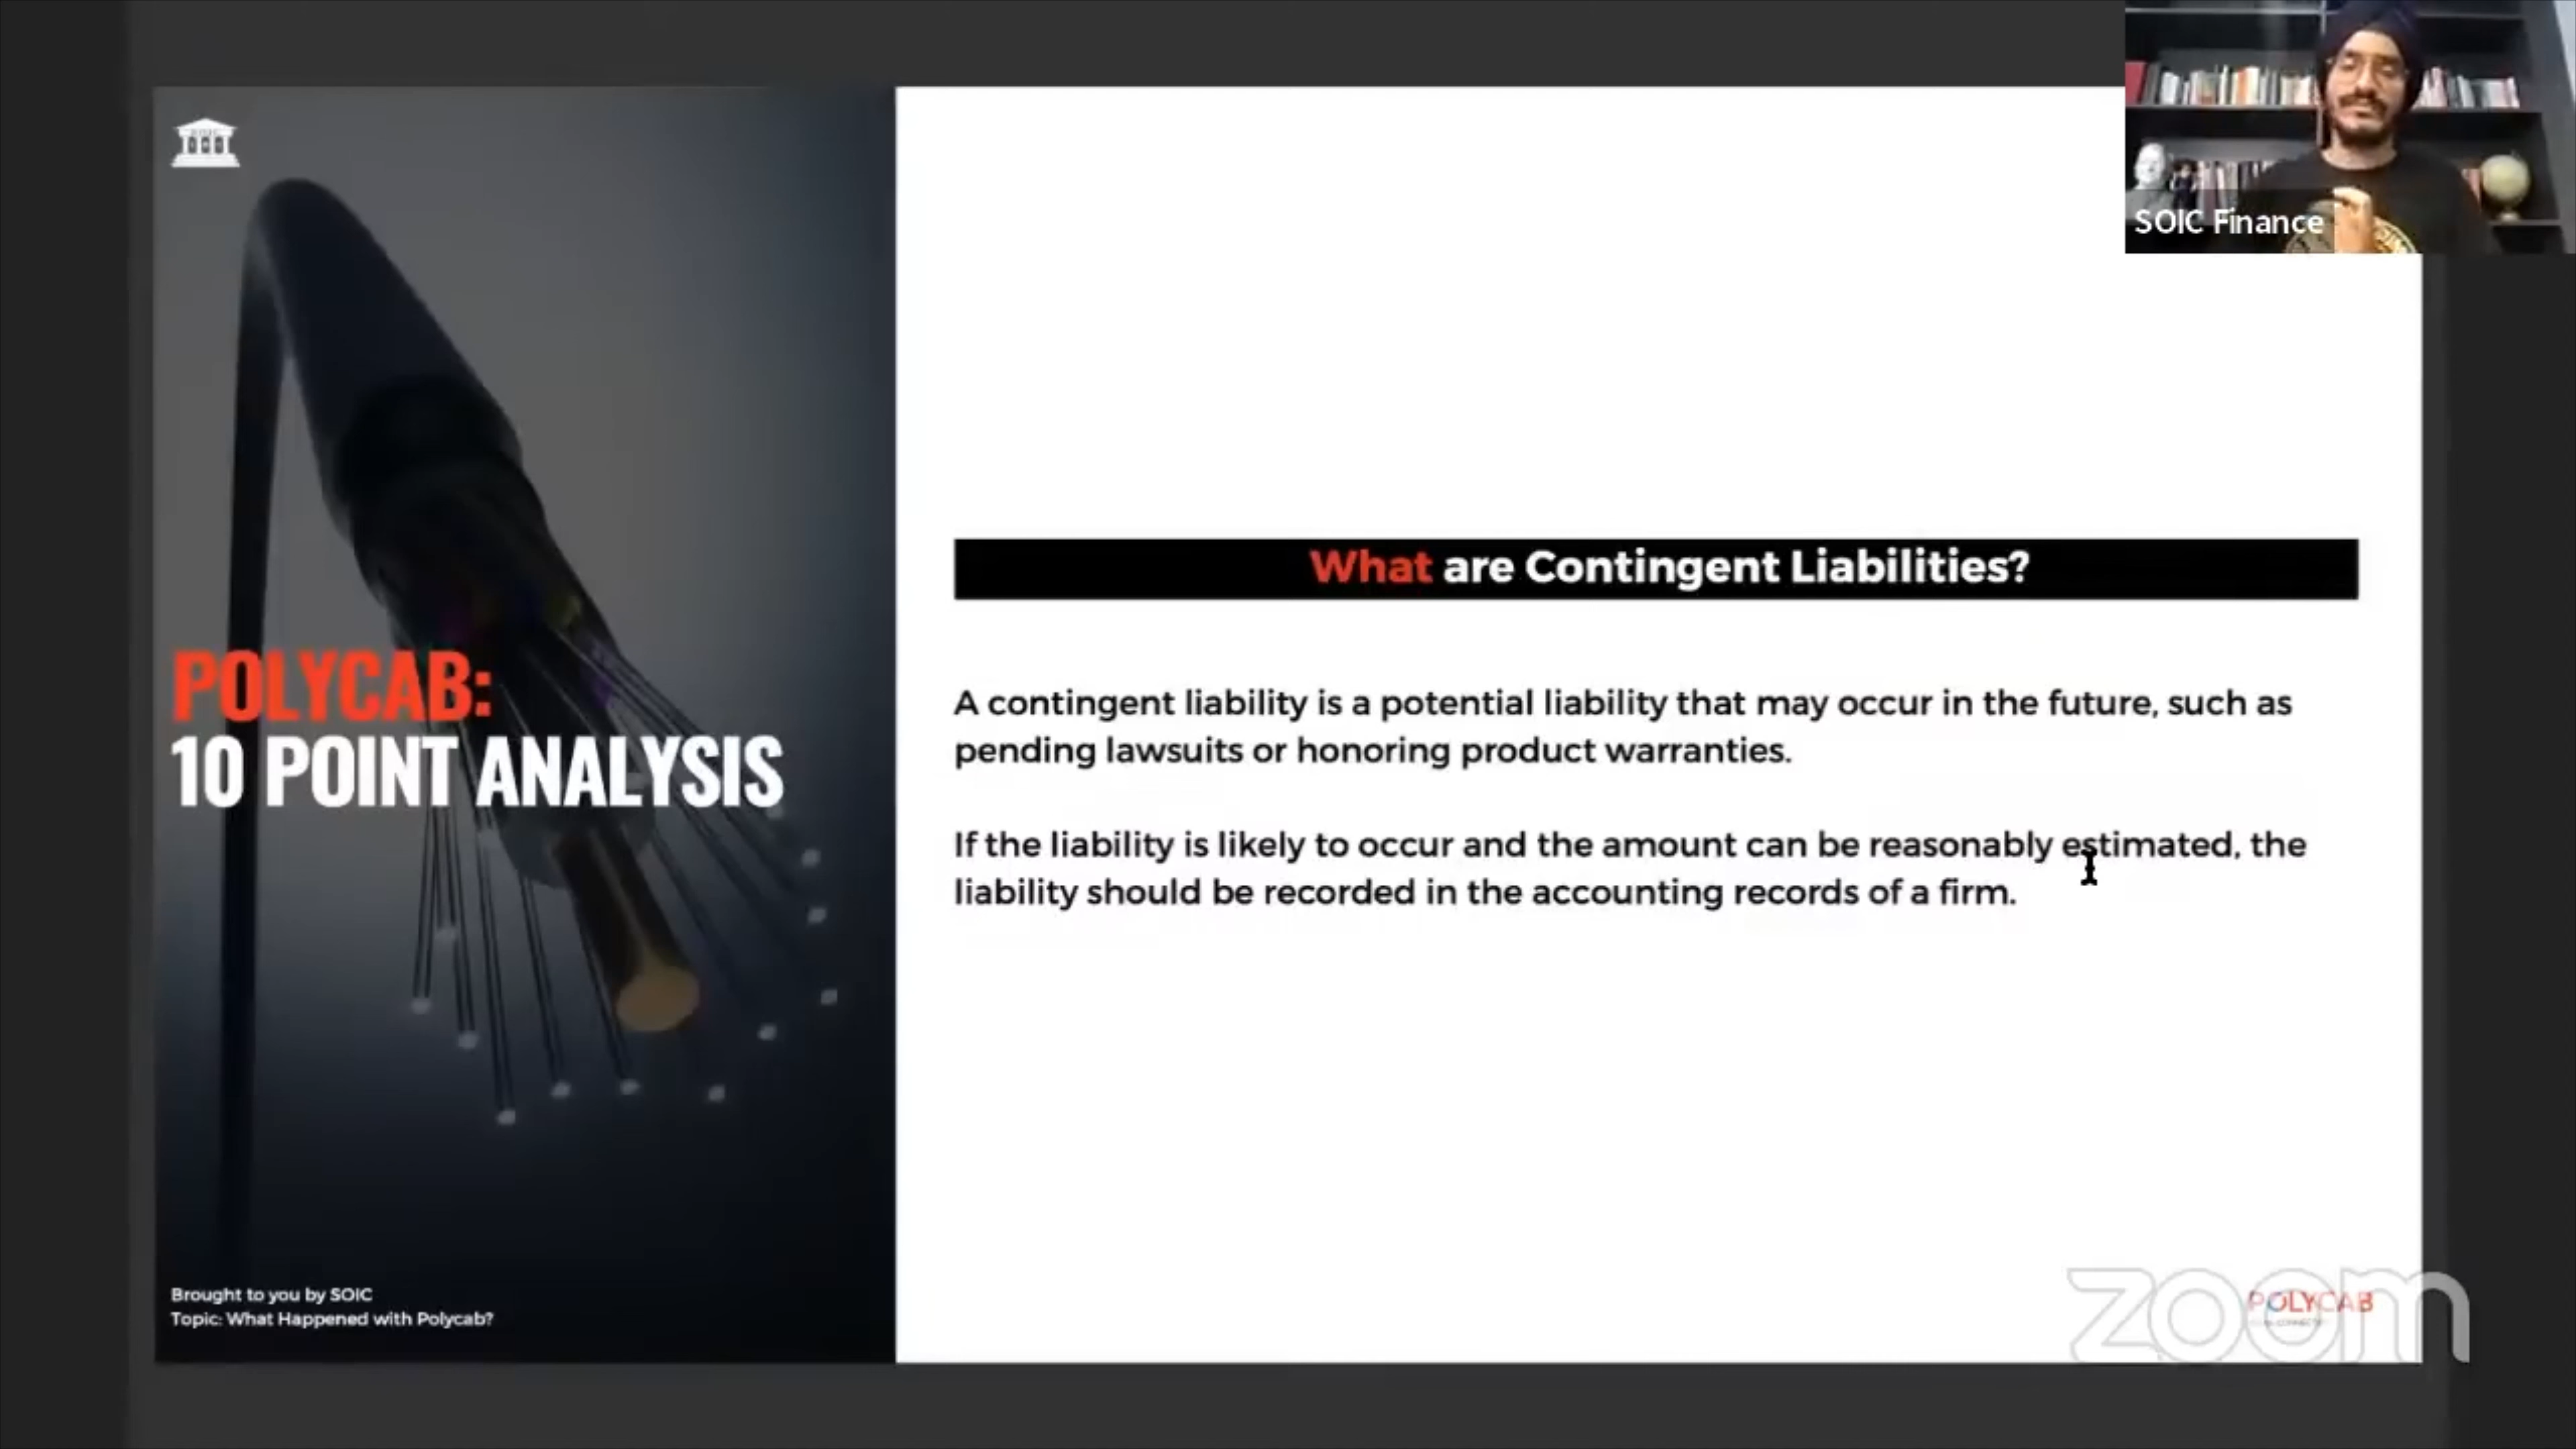 SOIC Finance
POLYCAB:
10 POINT ANALYSIS
Brought to you by SOIC
Topic: What Happened with Polycab?
What are Contingent Liabilities?
A contingent liability is a potential liability that may occur in the future, such as
pending lawsuits or honoring product warranties.
If the liability is likely to occur and the amount can be reasonably estimated, the
liability should be recorded in the accounting records of a firm.
POLYCAB
zoom